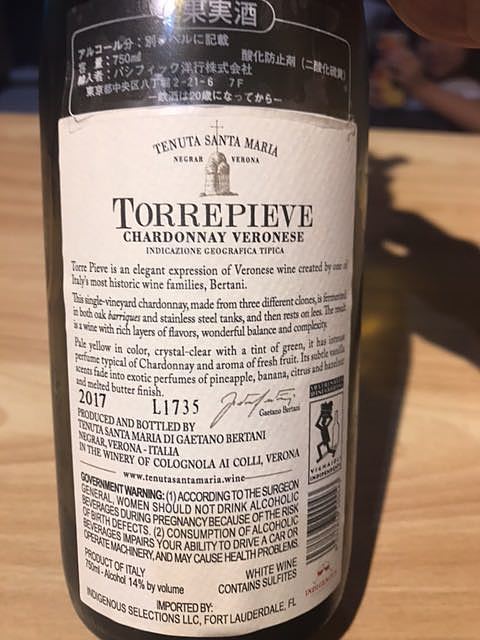 果実酒
アルコール分：別ラベルに記載
容量：750ml 酸化防止剤（二酸化硫黄）
輸入者：パシフィック洋行株式会社
東京都中央区八丁堀2-21-6 7F
―飲酒は20歳になってから―
TENUTA SANTA MARIA
NEGRAR VERONA
TORREPIEVE
CHARDONNAY VERONESE
INDICAZIONE GEOGRAFICA TIPICA
Torre Pieve is an elegant expression of Veronese wine created by one of
Italy's most historic wine families, Bertani.
This single-vineyard chardonnay, made from three different clones, is fermented
in both oak barriques and stainless steel tanks, and then rests on lees. The result
is a wine with rich layers of flavors, wonderful balance and complexity.
Pale yellow in color, crystal-clear with a tint of green, it has intense
perfume typical of Chardonnay and aroma of fresh fruit. Its subtle vanilla
scents fade into exotic perfumes of pineapple, banana, citrus and hazelnut
and melted butter finish.
2017 L1735
Gaetano Bertani
PRODUCED AND BOTTLED BY
TENUTA SANTA MARIA DI GAETANO BERTANI
NEGRAR, VERONA - ITALIA
IN THE WINERY OF COLOGNOLA AI COLLI, VERONA
www.tenutasantamaria.wine
VIGNAIOLI
INDIPENDENTI
GOVERNMENT WARNING: (1) ACCORDING TO THE SURGEON
GENERAL, WOMEN SHOULD NOT DRINK ALCOHOLIC
BEVERAGES DURING PREGNANCY BECAUSE OF THE RISK
OF BIRTH DEFECTS. (2) CONSUMPTION OF ALCOHOLIC
BEVERAGES IMPAIRS YOUR ABILITY TO DRIVE A CAR OR
OPERATE MACHINERY, AND MAY CAUSE HEALTH PROBLEMS
PRODUCT OF ITALY WHITE WINE
750ml - Alcohol 14% by volume CONTAINS SULFITES
IMPORTED BY:
INDIGENOUS SELECTIONS LLC, FORT LAUDERDALE, FL